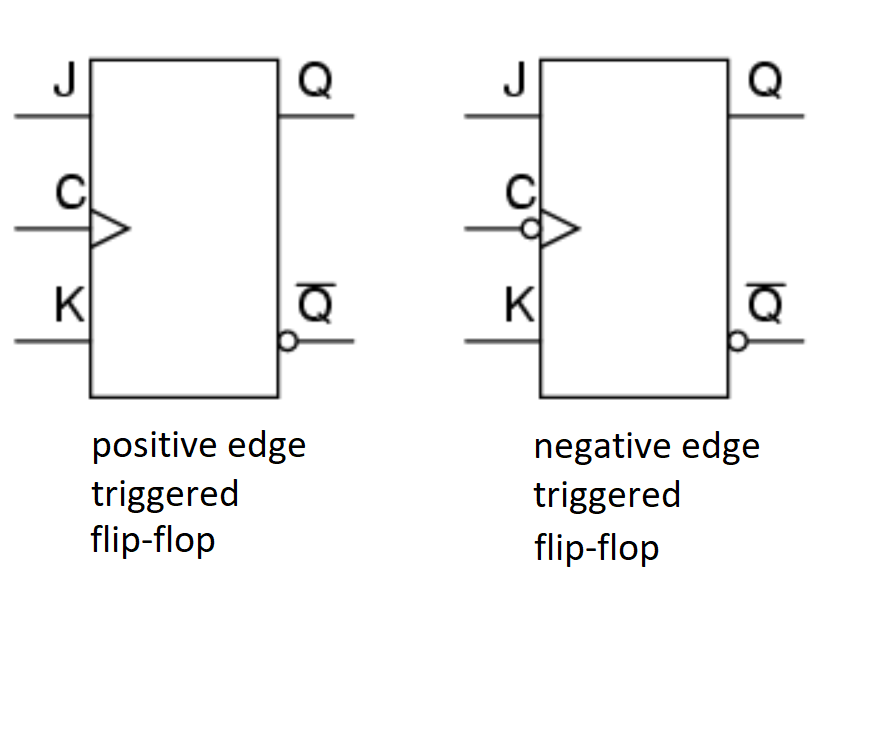 J Q
C
K Q̅
positive edge
triggered
flip-flop
J Q
C
K Q̅
negative edge
triggered
flip-flop